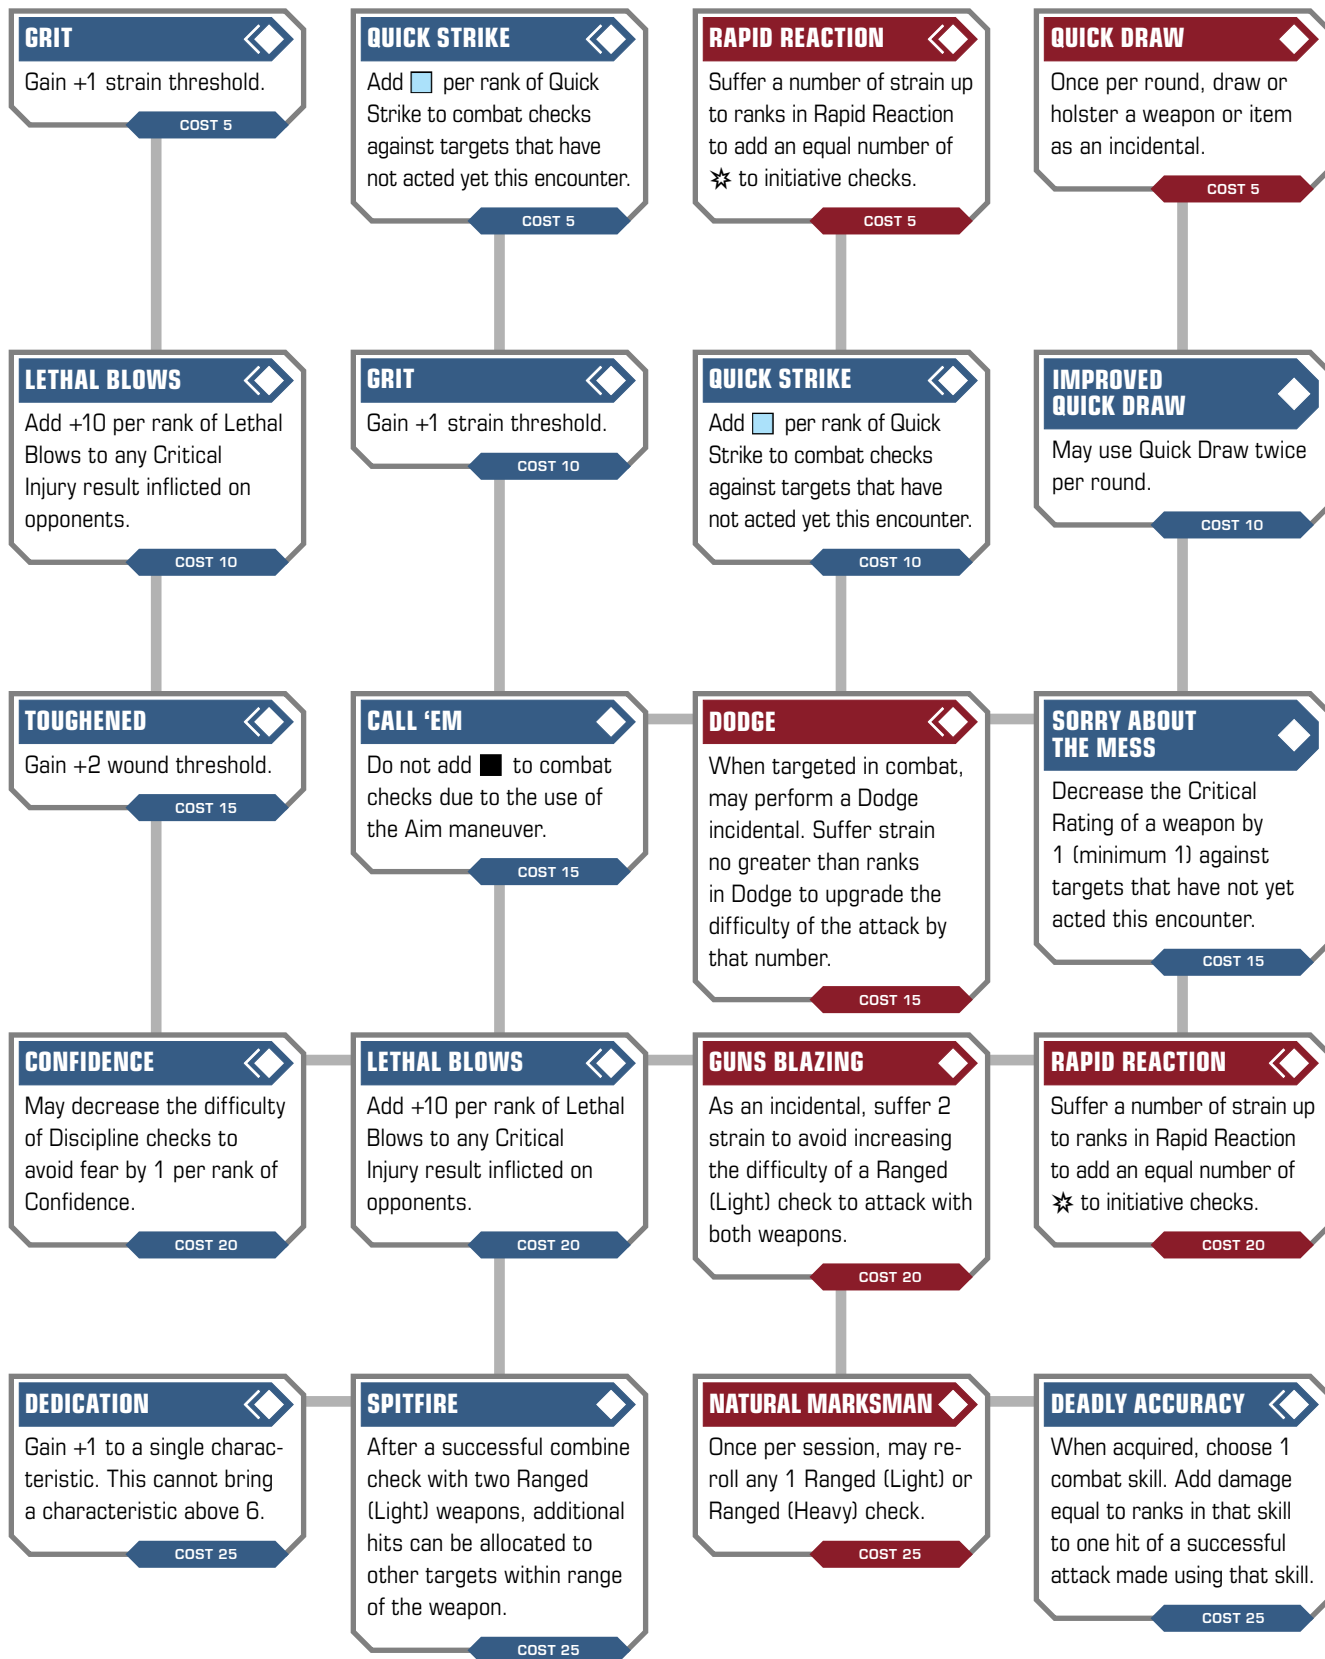 GRIT
Gain +1 strain threshold.
COST 5
QUICK STRIKE
Add per rank of Quick
Strike to combat checks
against targets that have
not acted yet this encounter.
COST 5
RAPID REACTION
Suffer a number of strain up
to ranks in Rapid Reaction
to add an equal number of
to initiative checks.
COST 5
QUICK DRAW
Once per round, draw or
holster a weapon or item
as an incidental.
COST 5
LETHAL BLOWS
Add +10 per rank of Lethal
Blows to any Critical
Injury result inflicted on
opponents.
COST 10
GRIT
Gain +1 strain threshold.
COST 10
QUICK STRIKE
Add per rank of Quick
Strike to combat checks
against targets that have
not acted yet this encounter.
COST 10
IMPROVED
QUICK DRAW
May use Quick Draw twice
per round.
COST 10
TOUGHENED
Gain +2 wound threshold.
COST 15
CALL ‘EM
Do not add to combat
checks due to the use of
the Aim maneuver.
COST 15
DODGE
When targeted in combat,
may perform a Dodge
incidental. Suffer strain
no greater than ranks
in Dodge to upgrade the
difficulty of the attack by
that number.
COST 15
SORRY ABOUT
THE MESS
Decrease the Critical
Rating of a weapon by
1 (minimum 1) against
targets that have not yet
acted this encounter.
COST 15
CONFIDENCE
May decrease the difficulty
of Discipline checks to
avoid fear by 1 per rank of
Confidence.
COST 20
LETHAL BLOWS
Add +10 per rank of Lethal
Blows to any Critical
Injury result inflicted on
opponents.
COST 20
GUNS BLAZING
As an incidental, suffer 2
strain to avoid increasing
the difficulty of a Ranged
(Light) check to attack with
both weapons.
COST 20
RAPID REACTION
Suffer a number of strain up
to ranks in Rapid Reaction
to add an equal number of
to initiative checks.
COST 20
DEDICATION
Gain +1 to a single charac-
teristic. This cannot bring
a characteristic above 6.
COST 25
SPITFIRE
After a successful combine
check with two Ranged
(Light) weapons, additional
hits can be allocated to
other targets within range
of the weapon.
COST 25
NATURAL MARKSMAN
Once per session, may re-
roll any 1 Ranged (Light) or
Ranged (Heavy) check.
COST 25
DEADLY ACCURACY
When acquired, choose 1
combat skill. Add damage
equal to ranks in that skill
to one hit of a successful
attack made using that skill.
COST 25